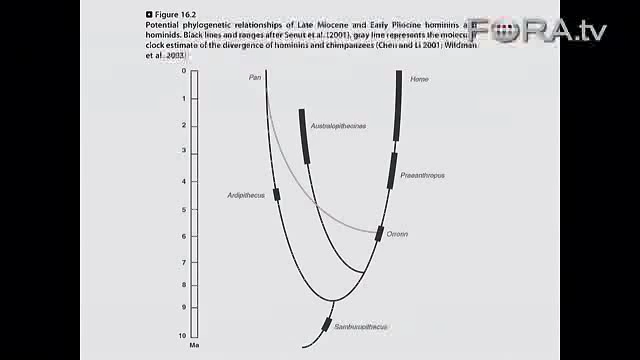 Figure 16.2
FORA.tv
Potential phylogenetic relationships of Late Miocene and Early Pliocene hominins
hominids. Black lines and ranges after Senut et al. (2001), gray line represents the
clock estimate of the divergence of hominins and chimpanzees (Chen and Li 2001; Wildman
et al. 2003)
0
Pan
Homo
1
Australopithecines
2
3
Praeanthropus
4
Ardipithecus
5
Orrorin
6
7
8
9
Samburupithecus
10
Ma